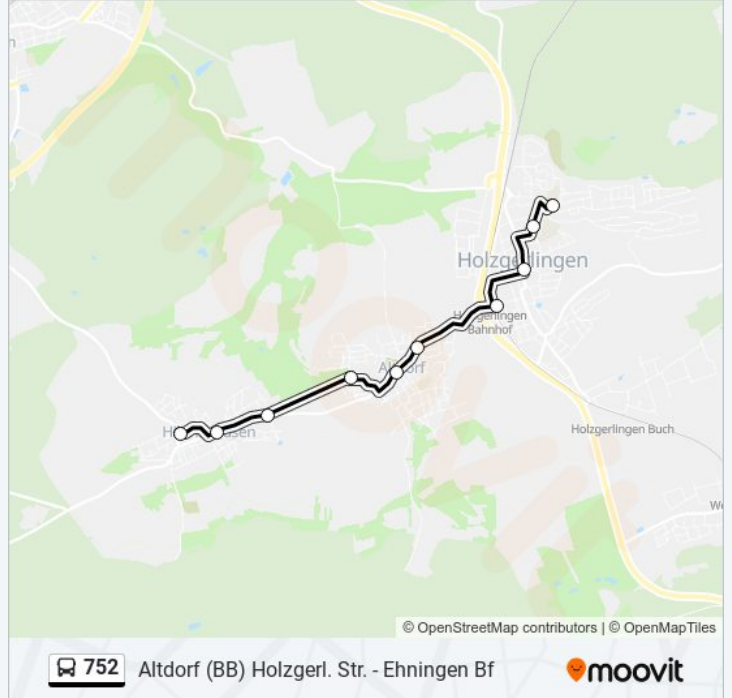 Holzgerlingen
Holzgerlingen
Bahnhof
Altdorf
Holzgerlingen Buch
© OpenStreetMap contributors | © OpenMapTiles
752
Altdorf (BB) Holzgerl. Str. - Ehningen Bf
moovit